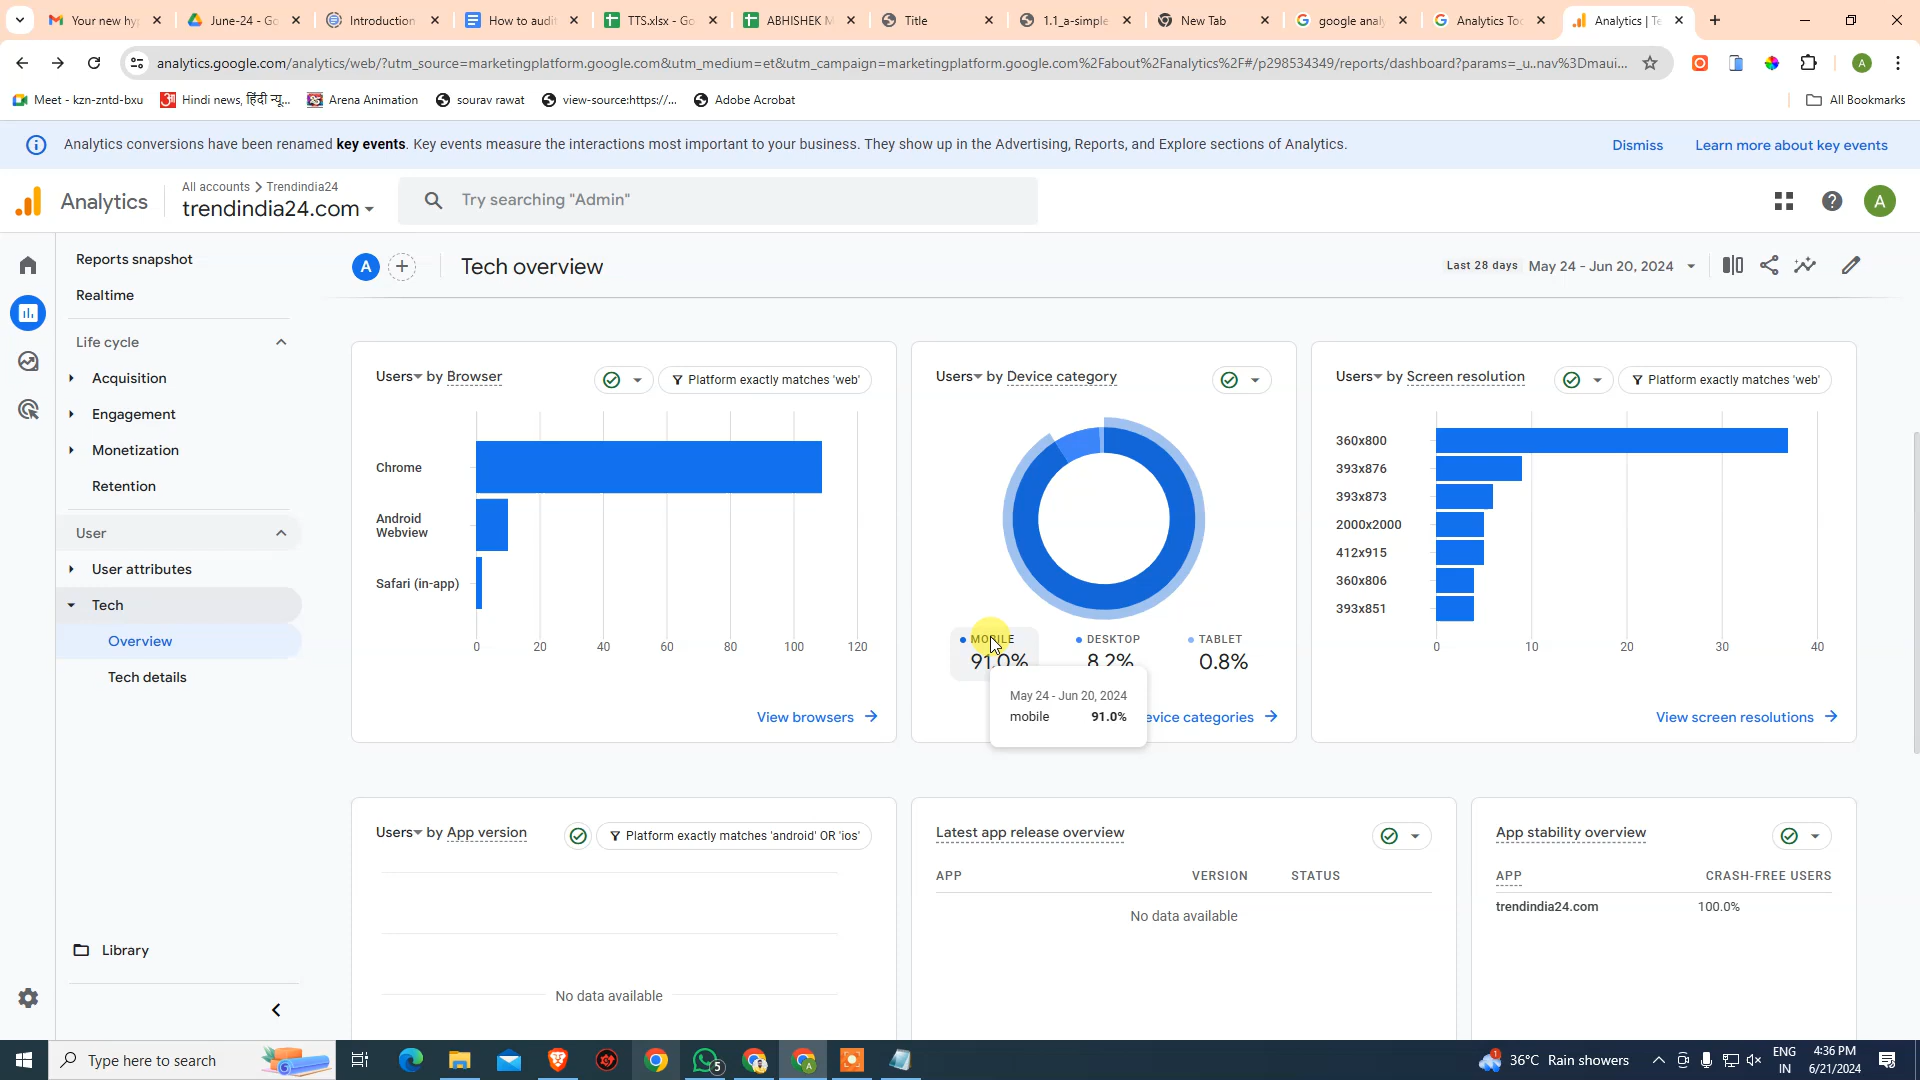 Your new hy
June-24 - Go
Introduction
How to audit
TTS.xlsx - Go
ABHISHEK M
Title
1.1_a-simple
New Tab
google analy
Analytics Too
Analytics | Te
analytics.google.com/analytics/web/?utm_source=marketingplatform.google.com&utm_medium=et&utm_campaign=marketingplatform.google.com%2Fabout%2Fanalytics%2F#/p298534349/reports/dashboard?params=_u..nav%3Dmaui...
Meet - kzn-zntd-bxu
Hindi news, हिंदी न्यू...
Arena Animation
sourav rawat
view-source:https://...
Adobe Acrobat
All Bookmarks
Analytics conversions have been renamed key events. Key events measure the interactions most important to your business. They show up in the Advertising, Reports, and Explore sections of Analytics.
Dismiss
Learn more about key events
Analytics
All accounts > Trendindia24
trendindia24.com
Try searching "Admin"
A
Reports snapshot
Realtime
Life cycle
Acquisition
Engagement
Monetization
Retention
User
User attributes
Tech
Overview
Tech details
Library
A
Tech overview
Last 28 days May 24 - Jun 20, 2024
Users by Browser
Platform exactly matches 'web'
Chrome
Android
Webview
Safari (in-app)
0 20 40 60 80 100 120
View browsers
Users by Device category
MOBILE
91.0%
DESKTOP
8.2%
TABLET
0.8%
May 24 - Jun 20, 2024
mobile 91.0%
evice categories
Users by Screen resolution
Platform exactly matches 'web'
360x800
393x876
393x873
2000x2000
412x915
360x806
393x851
0 10 20 30 40
View screen resolutions
Users by App version
Platform exactly matches 'android' OR 'ios'
No data available
Latest app release overview
APP VERSION STATUS
No data available
App stability overview
APP CRASH-FREE USERS
trendindia24.com 100.0%
Type here to search
5
1
36°C Rain showers
ENG
IN
4:36 PM
6/21/2024